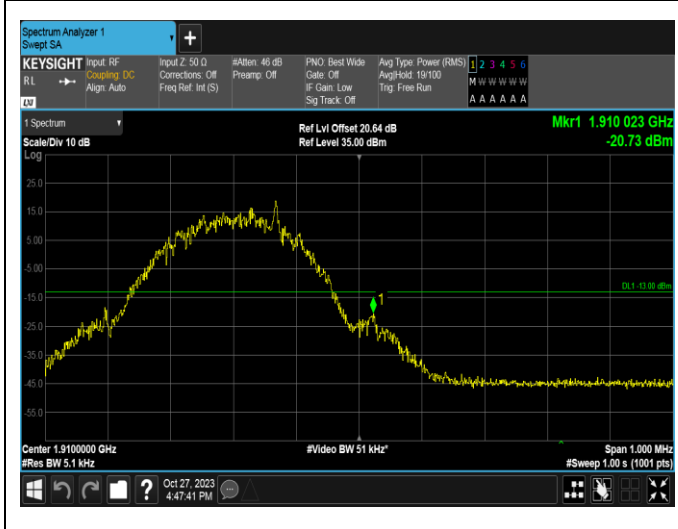 Spectrum Analyzer 1
Swept SA
+
KEYSIGHT
R L
LXI
Input: RF
Coupling: DC
Align: Auto
Input Z: 50 Ω
Corrections: Off
Freq Ref: Int (S)
#Atten: 46 dB
Preamp: Off
PNO: Best Wide
Gate: Off
IF Gain: Low
Sig Track: Off
Avg Type: Power (RMS)
Avg|Hold: 19/100
Trig: Free Run
1 2 3 4 5 6
M W W W W W
A A A A A A
1 Spectrum
Scale/Div 10 dB
Log
Ref Lvl Offset 20.64 dB
Ref Level 35.00 dBm
Mkr1 1.910 023 GHz
-20.73 dBm
25.0
15.0
5.00
-5.00
DL1 -13.00 dBm
-15.0
1
-25.0
-35.0
-45.0
-55.0
Center 1.9100000 GHz
#Video BW 51 kHz*
Span 1.000 MHz
#Res BW 5.1 kHz
#Sweep 1.00 s (1001 pts)
?
Oct 27, 2023
4:47:41 PM